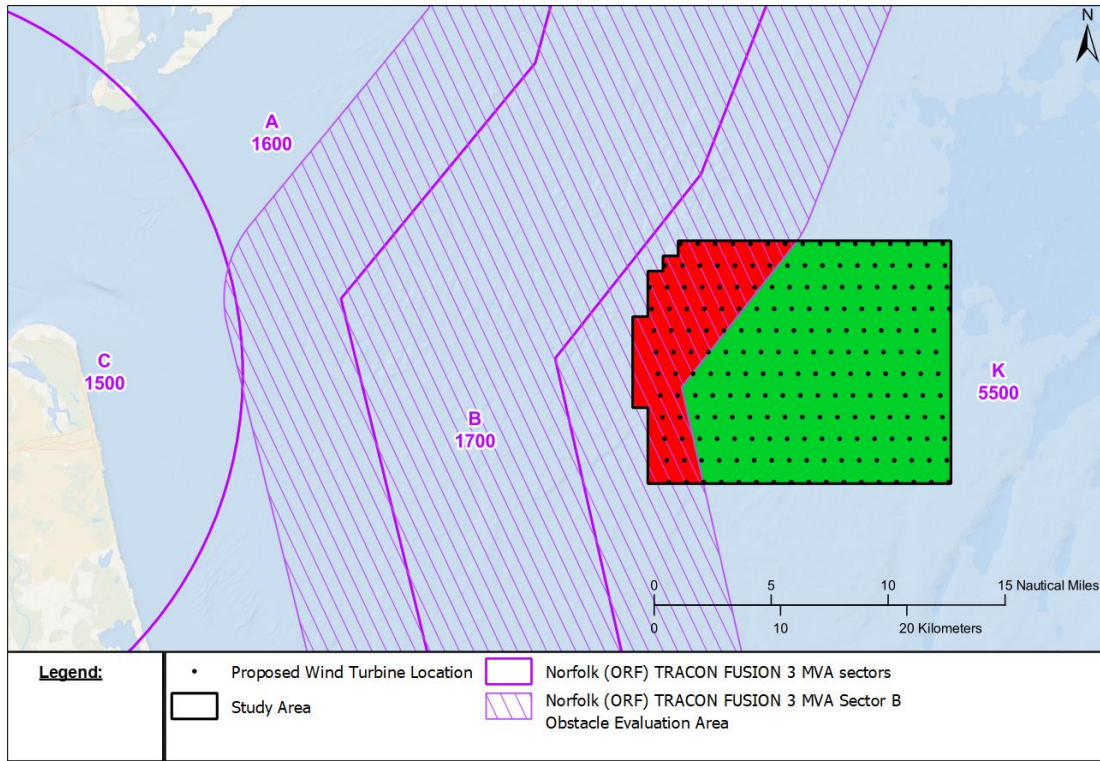 N
A
1600
C
1500
B
1700
K
5500
0 5 10 15 Nautical Miles
0 10 20 Kilometers
Legend:
Proposed Wind Turbine Location
Study Area
Norfolk (ORF) TRACON FUSION 3 MVA sectors
Norfolk (ORF) TRACON FUSION 3 MVA Sector B
Obstacle Evaluation Area